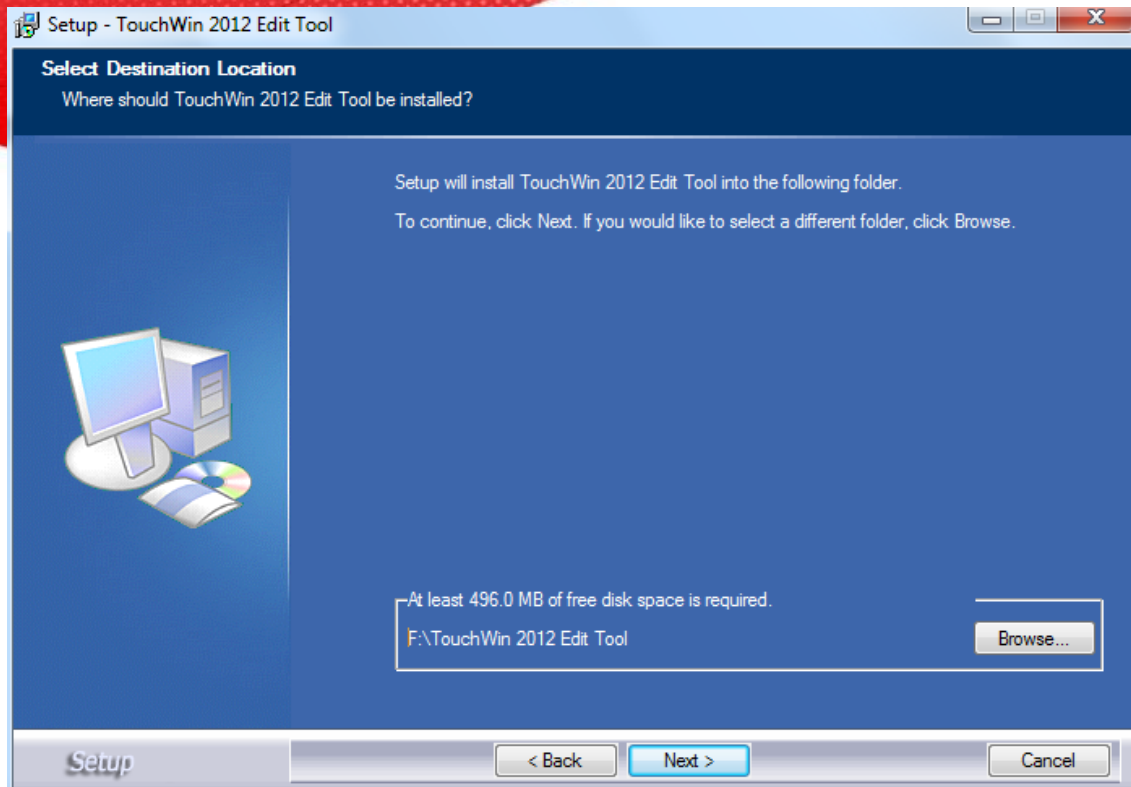 Setup - TouchWin 2012 Edit Tool
Select Destination Location
Where should TouchWin 2012 Edit Tool be installed?
Setup will install TouchWin 2012 Edit Tool into the following folder.
To continue, click Next. If you would like to select a different folder, click Browse.
At least 496.0 MB of free disk space is required.
F:\TouchWin 2012 Edit Tool
Browse...
Setup
< Back
Next >
Cancel